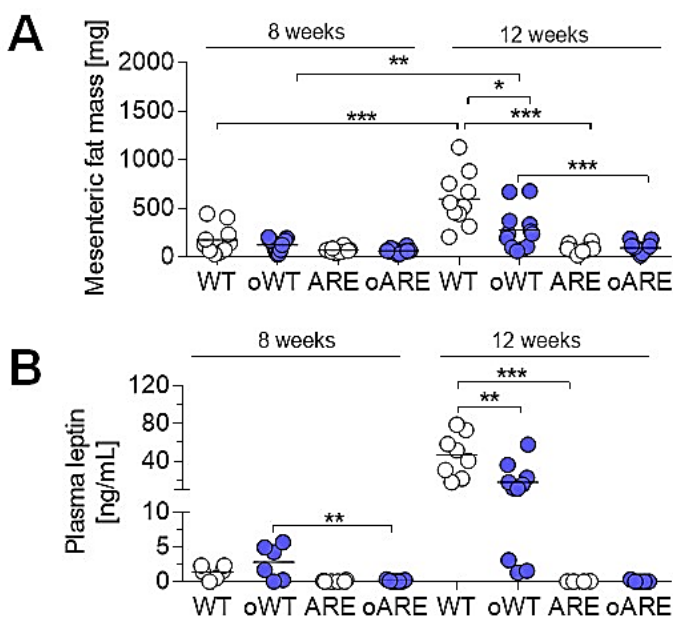 A
Mesenteric fat mass [mg]
8 weeks
12 weeks
2000
1500
1000
500
0
**
*
***
***
***
WT oWT ARE oARE WT oWT ARE oARE
B
Plasma leptin
[ng/mL]
8 weeks
12 weeks
120
80
40
10
5
0
***
**
**
WT oWT ARE oARE WT oWT ARE oARE